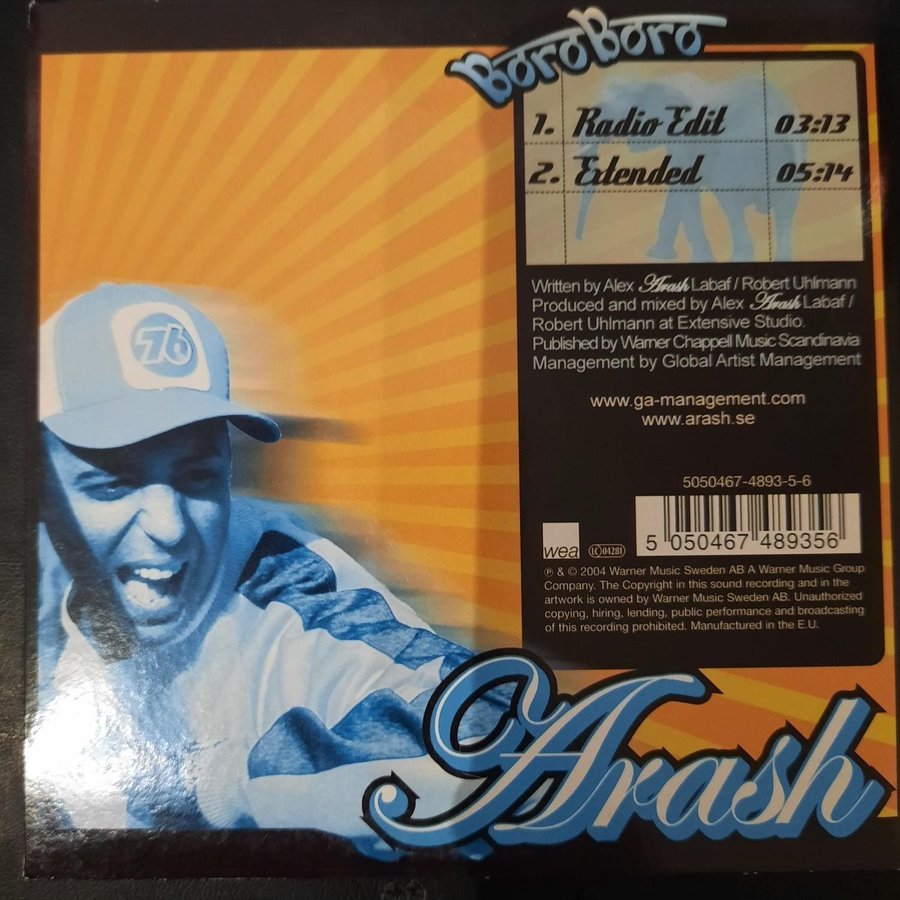 BoroBoro
1. Radio Edit 03:13
2. Extended 05:14
Written by Alex Arash Labaf / Robert Uhlmann
Produced and mixed by Alex Arash Labaf /
Robert Uhlmann at Extensive Studio.
Published by Warner Chappell Music Scandinavia
Management by Global Artist Management
www.ga-management.com
www.arash.se
76
5050467-4893-5-6
5 050467 489356
wea
LC 04281
℗ & © 2004 Warner Music Sweden AB A Warner Music Group
Company. The Copyright in this sound recording and in the
artwork is owned by Warner Music Sweden AB. Unauthorized
copying, hiring, lending, public performance and broadcasting
of this recording prohibited. Manufactured in the E.U.
Arash